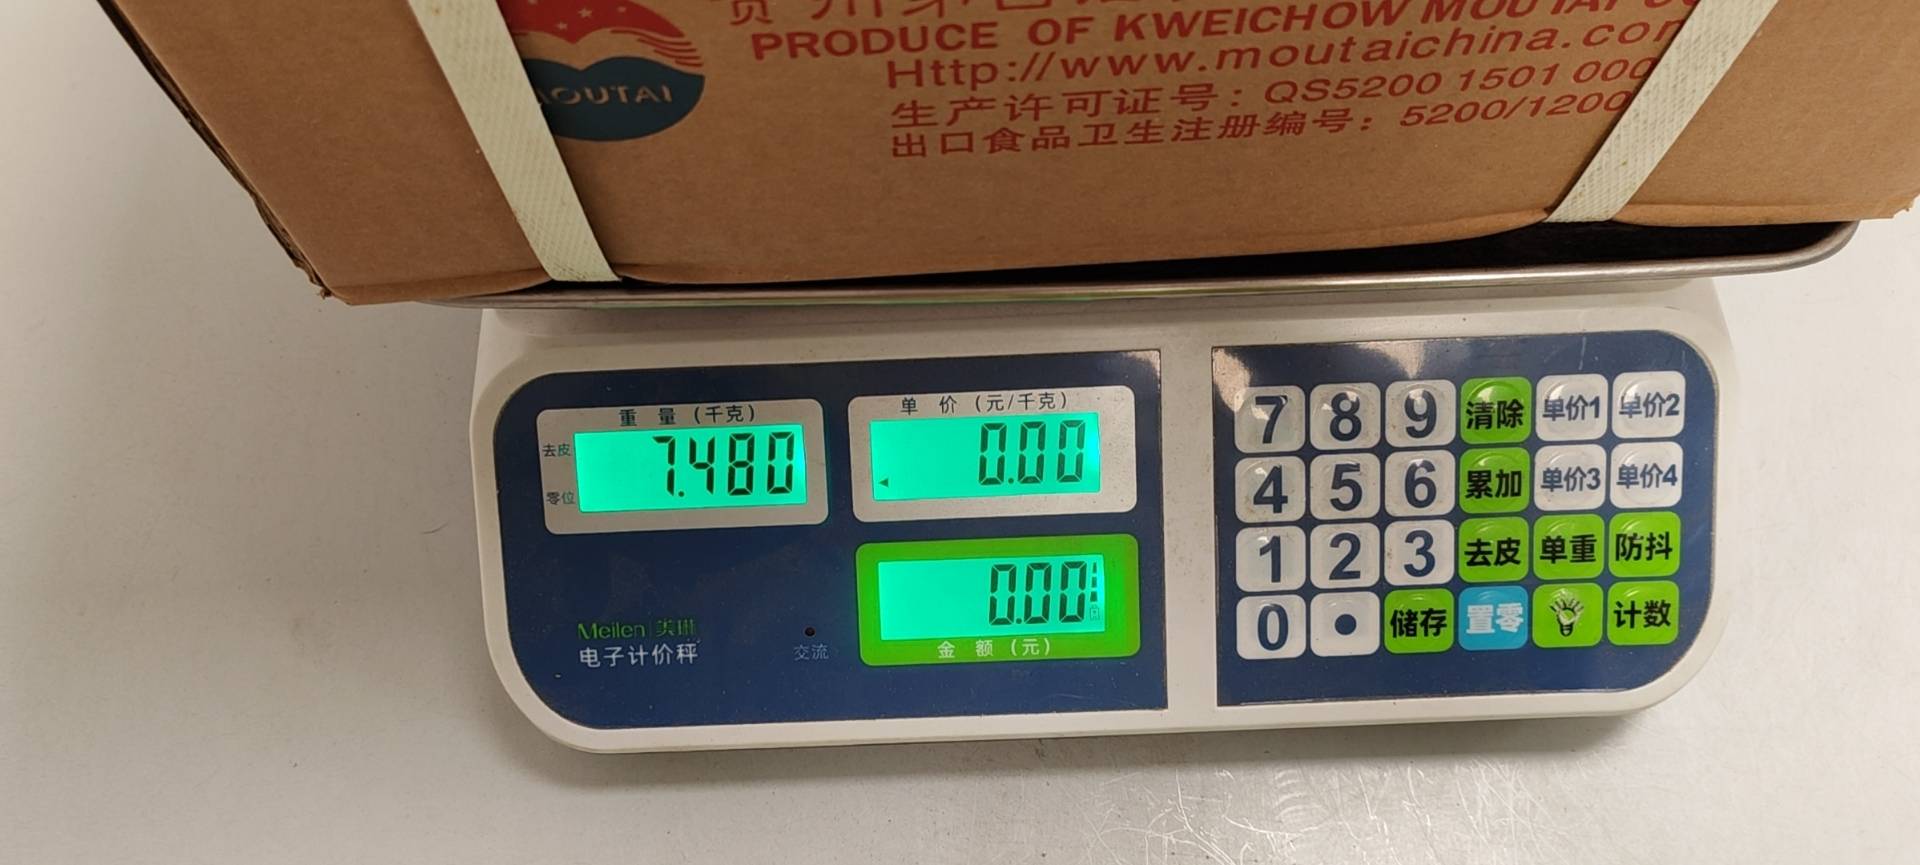 PRODUCE OF KWEICHOW MOUTAI
Http://www.moutaichina.com
生产许可证号：QS5200 1501 000
出口食品卫生注册编号：5200/1200
MOUTAI
重量（千克）
去皮
零位
7.480
单价（元/千克）
0.00
0.00
金额（元）
Meilen 美琳
电子计价秤
交流
7 8 9 清除 单价1 单价2
4 5 6 累加 单价3 单价4
1 2 3 去皮 单重 防抖
0 • 储存 置零 计数